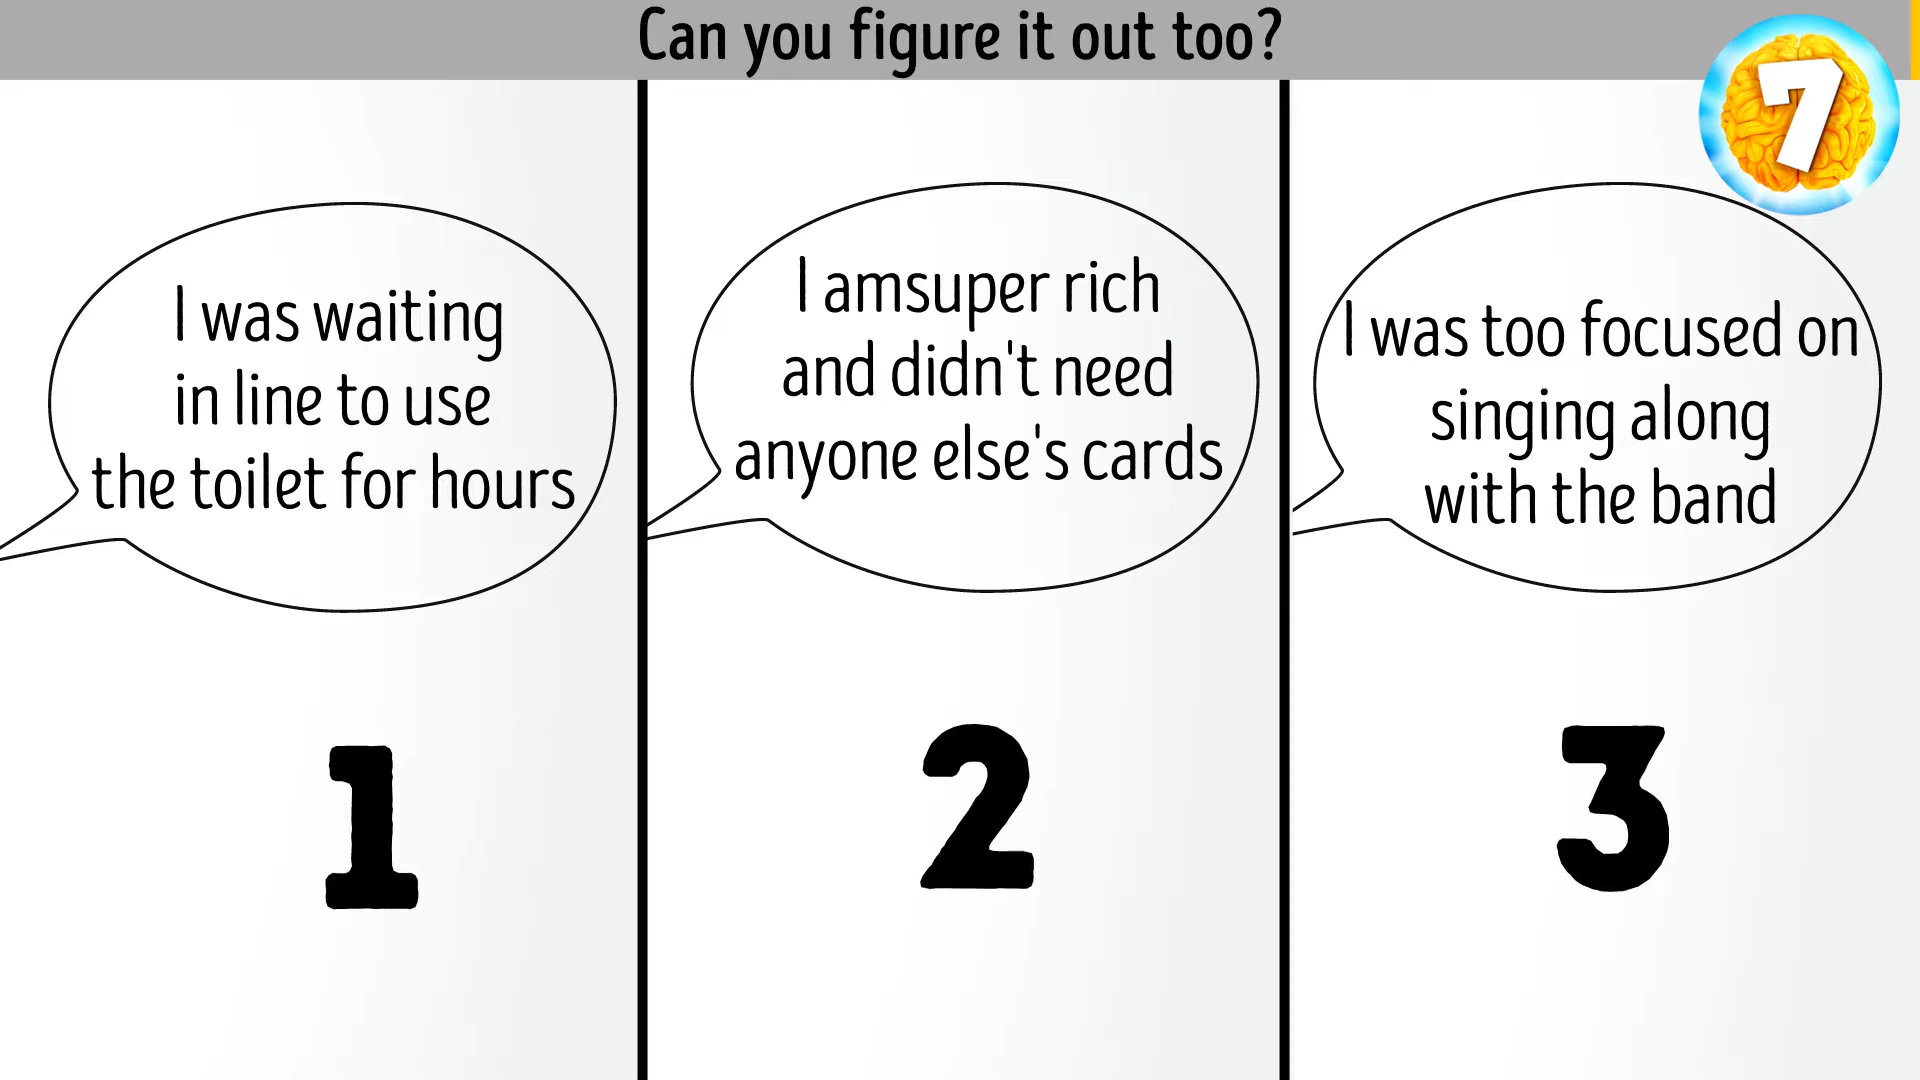 Can you figure it out too?
7
I was waiting
in line to use
the toilet for hours
1
I amsuper rich
and didn't need
anyone else's cards
2
I was too focused on
singing along
with the band
3